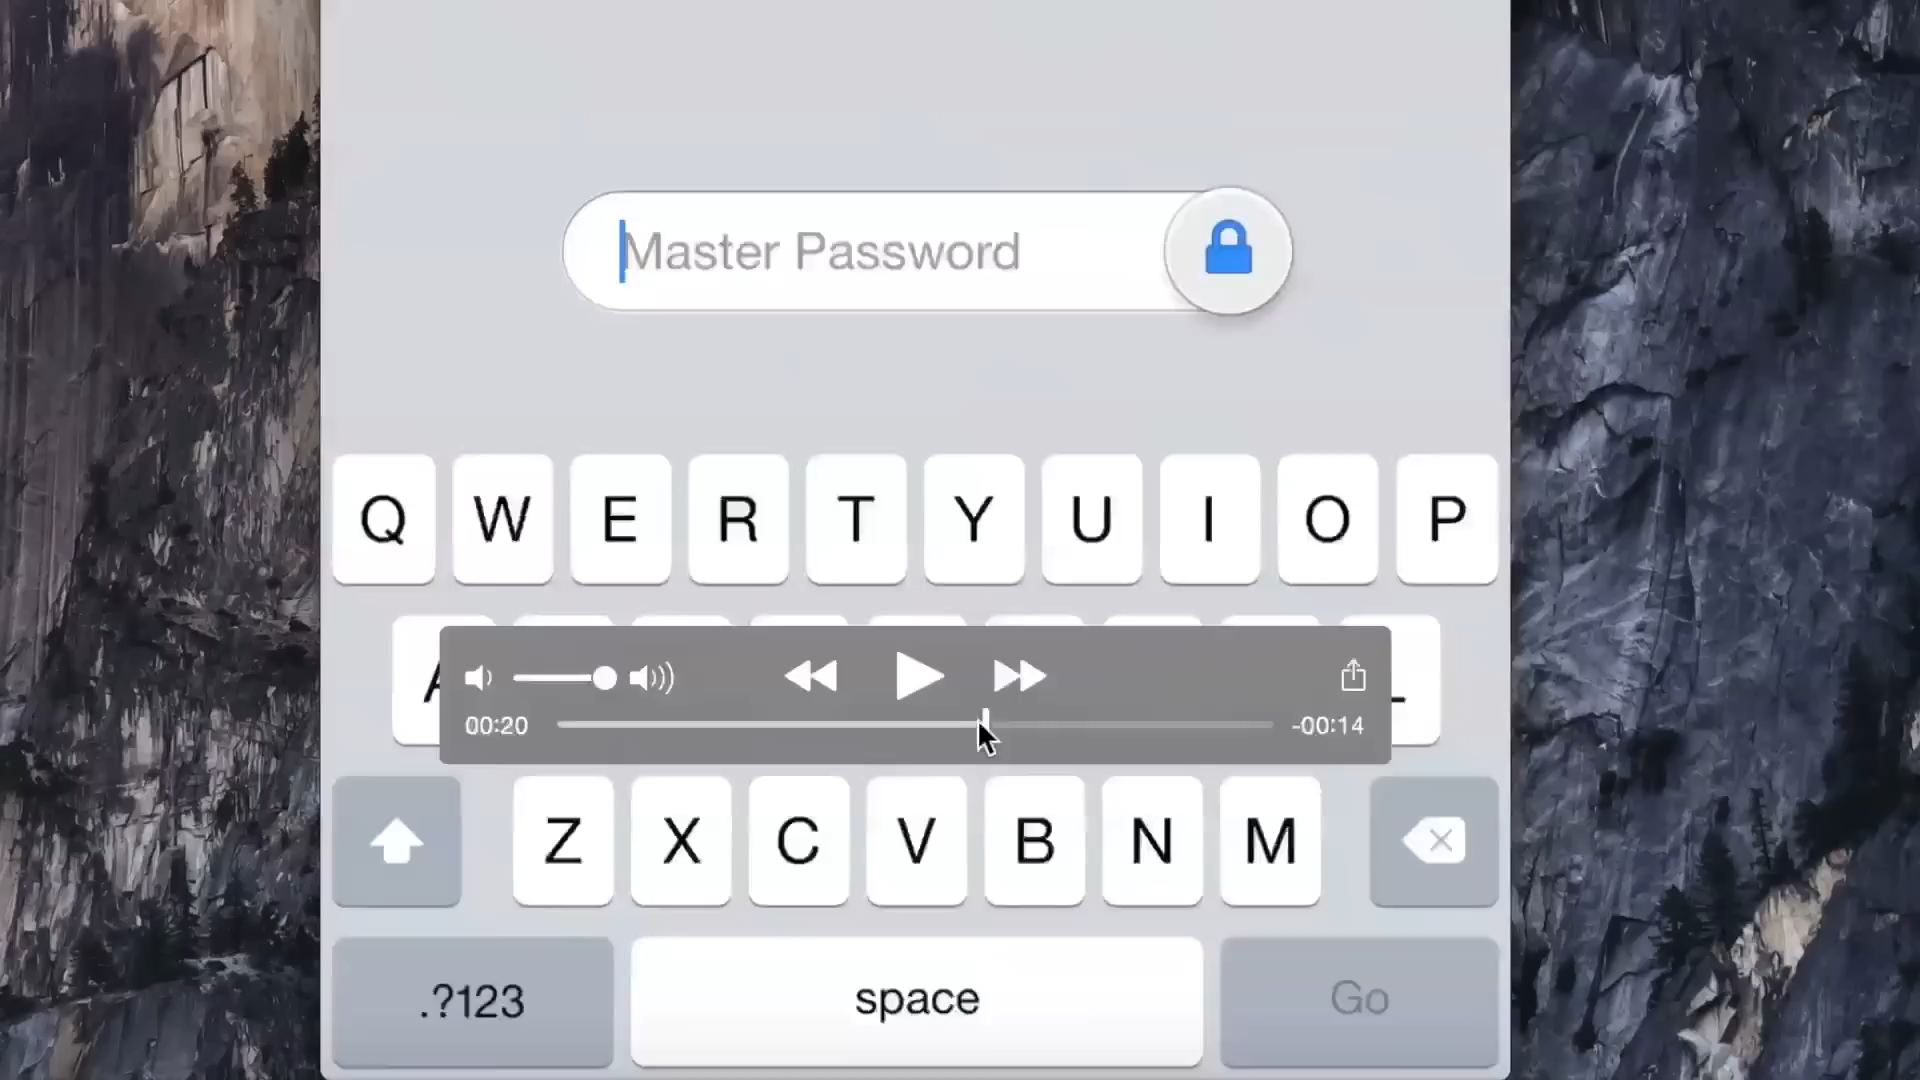 Master Password
Q W E R T Y U I O P
00:20 -00:14
Z X C V B N M
.?123 space Go